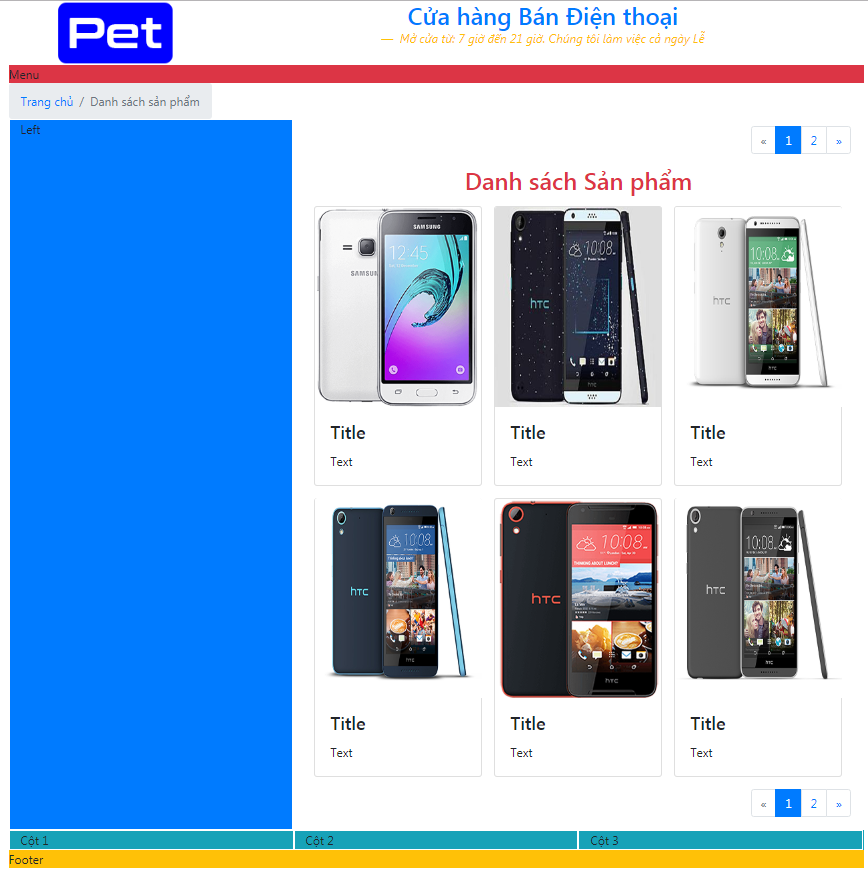 Pet
Cửa hàng Bán Điện thoại
— Mở cửa từ: 7 giờ đến 21 giờ. Chúng tôi làm việc cả ngày Lễ
Menu
Trang chủ / Danh sách sản phẩm
Left
« 1 2 »
Danh sách Sản phẩm
SAMSUNG
12:45
SAMSUNG
10:08
hTC
hTC
10:08
hTC
hTC
Title Title Title
Text Text Text
10:08
hTC
10:08
THINKING ABOUT LUNCH?
hTC
hTC
10:08
hTC
hTC
Title Title Title
Text Text Text
« 1 2 »
Cột 1 Cột 2 Cột 3
Footer